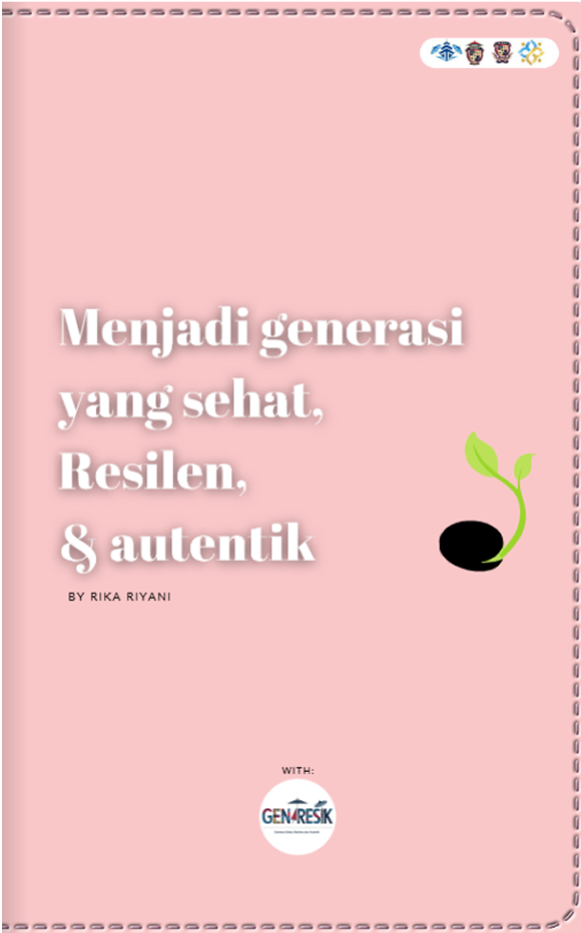 Menjadi generasi
yang sehat,
Resilen,
& autentik
BY RIKA RIYANI
WITH:
GEN4RESIK